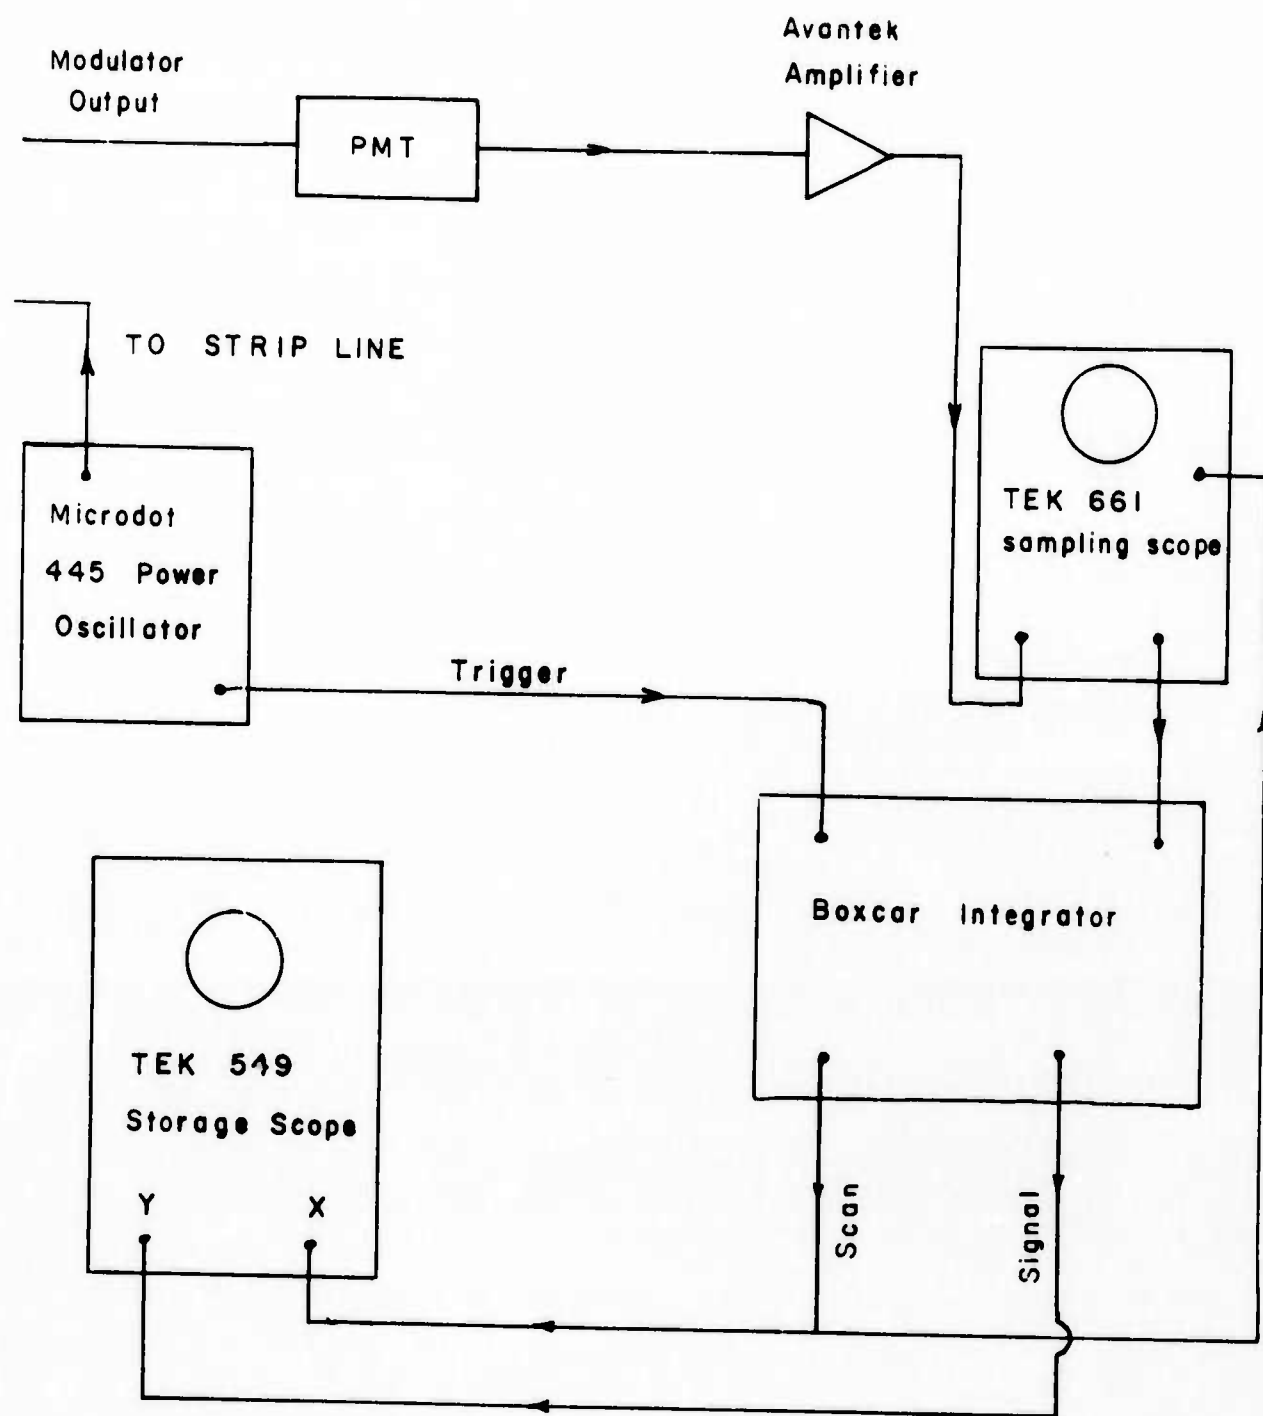 Modulator
Output
PMT
Avantek
Amplifier
TO STRIP LINE
Microdot
445 Power
Oscillator
TEK 661
sampling scope
Trigger
Boxcar Integrator
TEK 549
Storage Scope
Y X
Scan
Signal